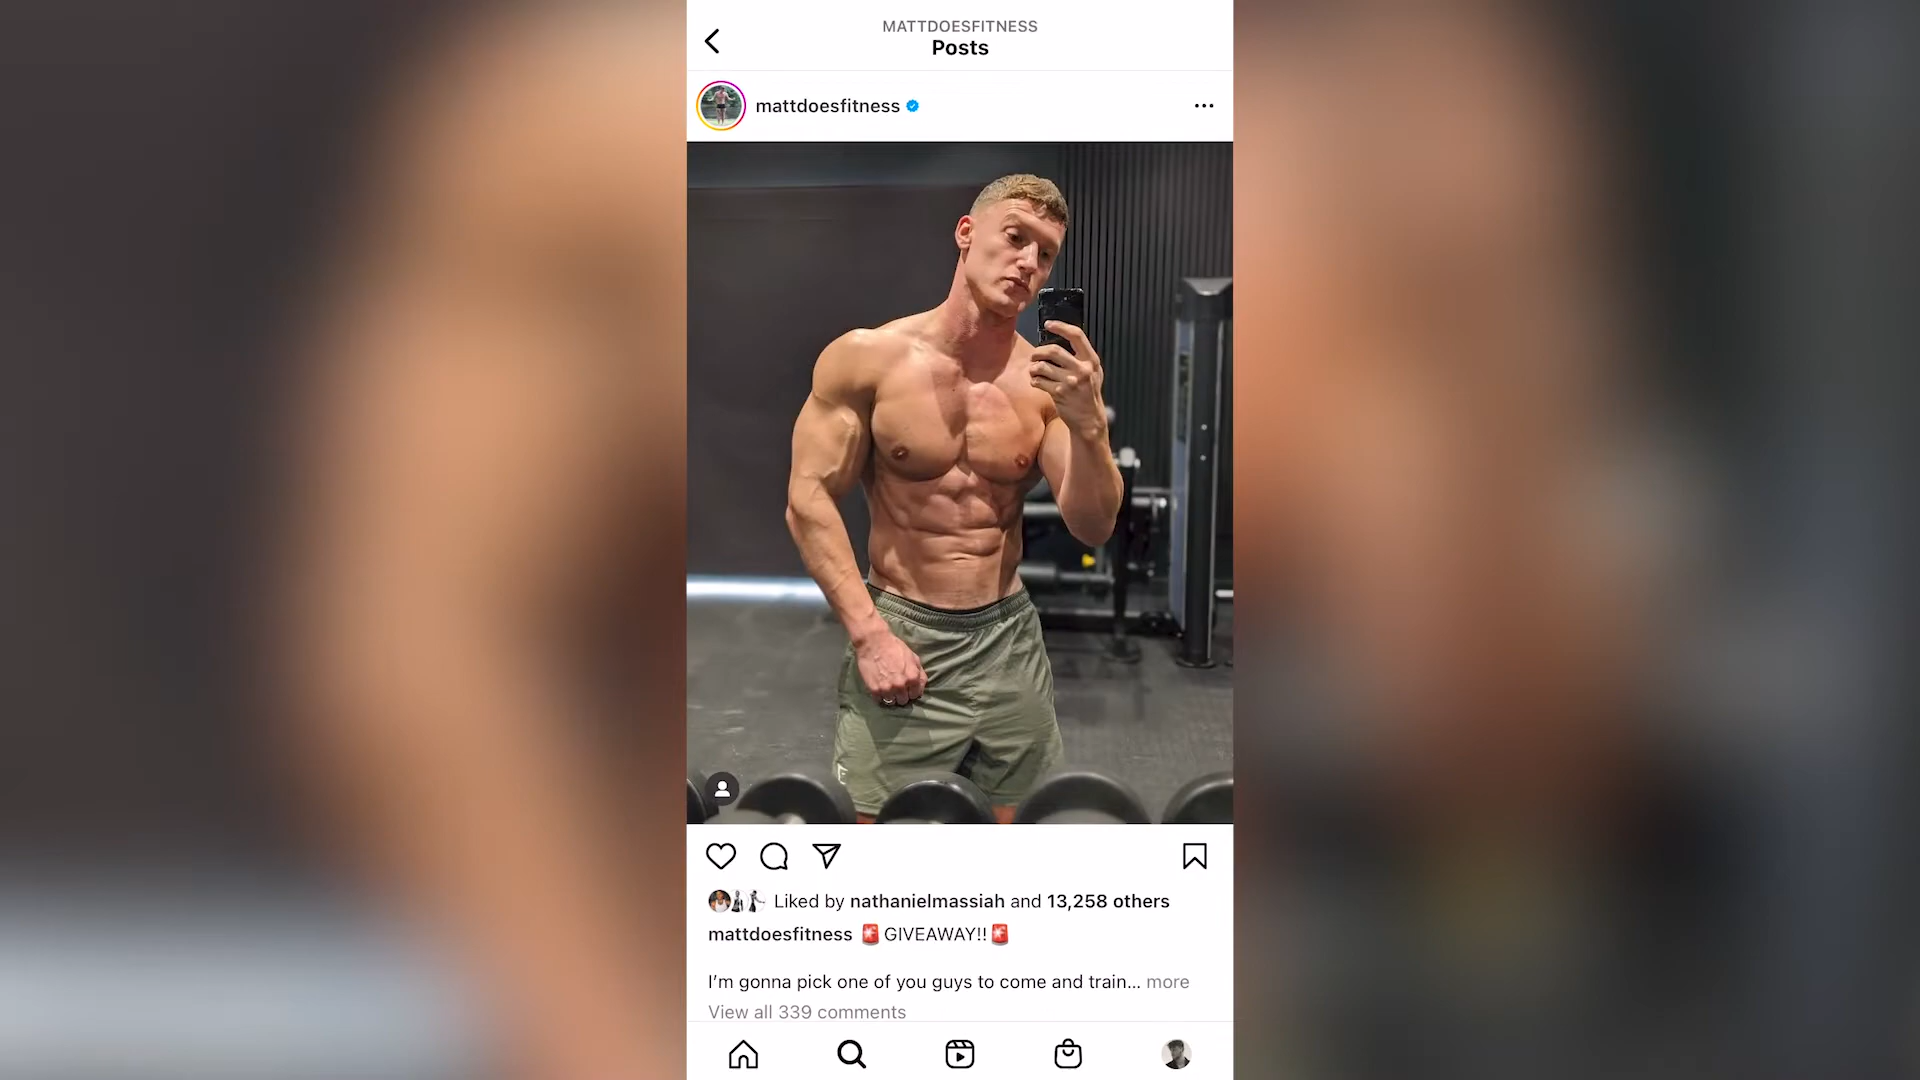 MATTDOESFITNESS
Posts
mattdoesfitness
Liked by nathanielmassiah and 13,258 others
mattdoesfitness 🚨GIVEAWAY!!🚨
I’m gonna pick one of you guys to come and train... more
View all 339 comments